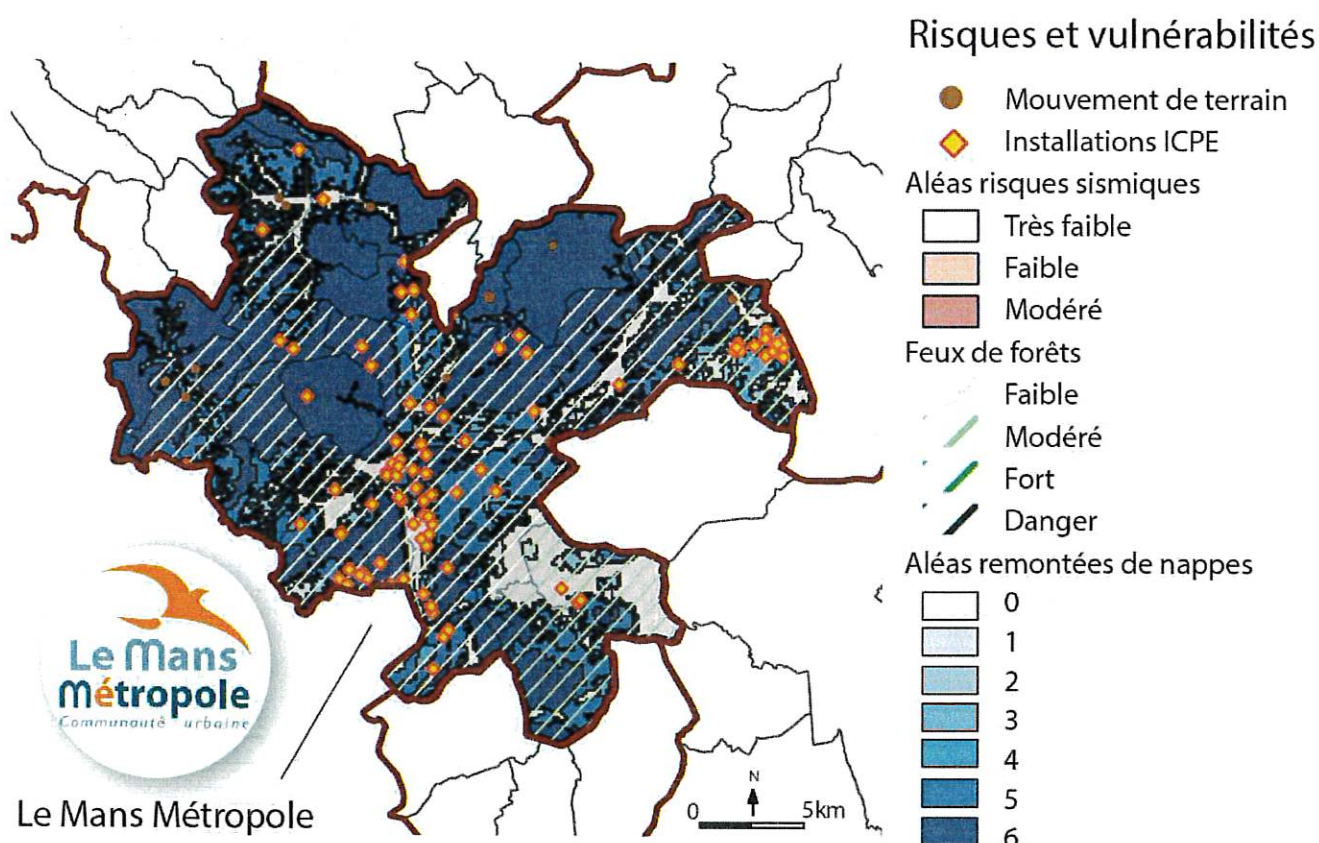 Risques et vulnérabilités
Mouvement de terrain
Installations ICPE
Aléas risques sismiques
Très faible
Faible
Modéré
Feux de forêts
Faible
Modéré
Fort
Danger
Aléas remontées de nappes
0
1
2
3
4
5
6
Le Mans
Métropole
Communauté urbaine
Le Mans Métropole
N
0 5km